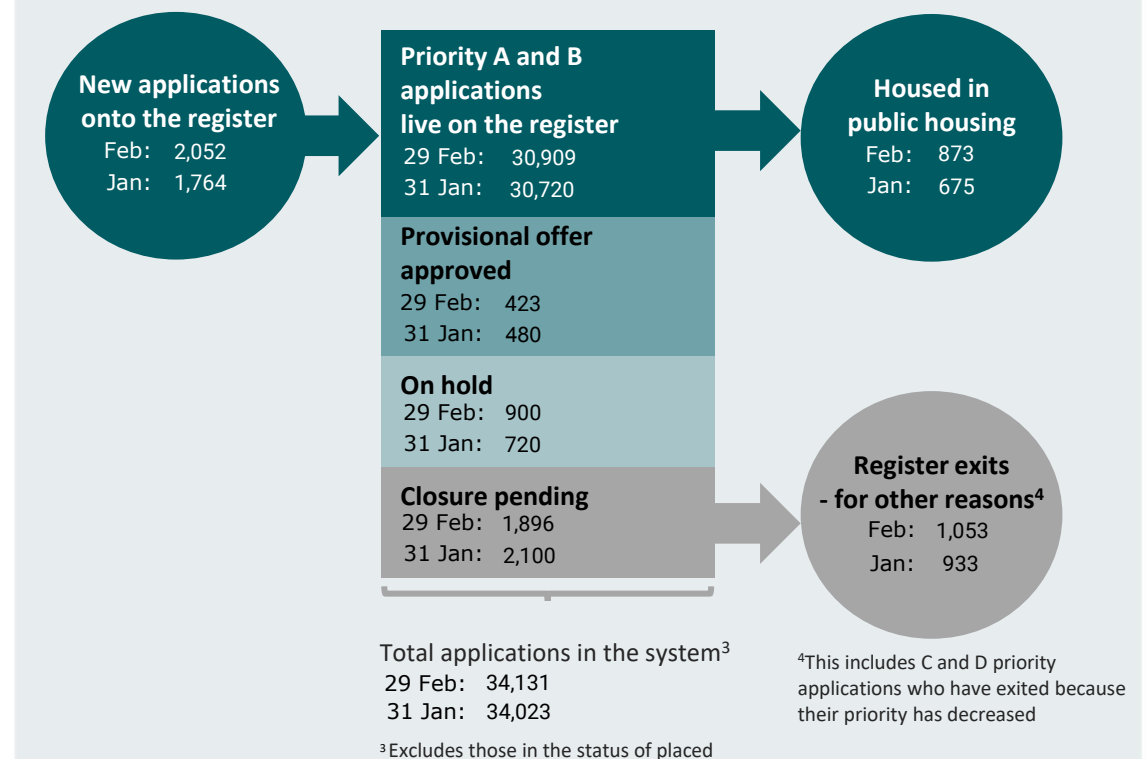 New applications
onto the register
Feb: 2,052
Jan: 1,764
Priority A and B
applications
live on the register
29 Feb: 30,909
31 Jan: 30,720
Housed in
public housing
Feb: 873
Jan: 675
Provisional offer
approved
29 Feb: 423
31 Jan: 480
On hold
29 Feb: 900
31 Jan: 720
Closure pending
29 Feb: 1,896
31 Jan: 2,100
Register exits
- for other reasons⁴
Feb: 1,053
Jan: 933
Total applications in the system³
29 Feb: 34,131
31 Jan: 34,023
³Excludes those in the status of placed
⁴This includes C and D priority
applications who have exited because
their priority has decreased